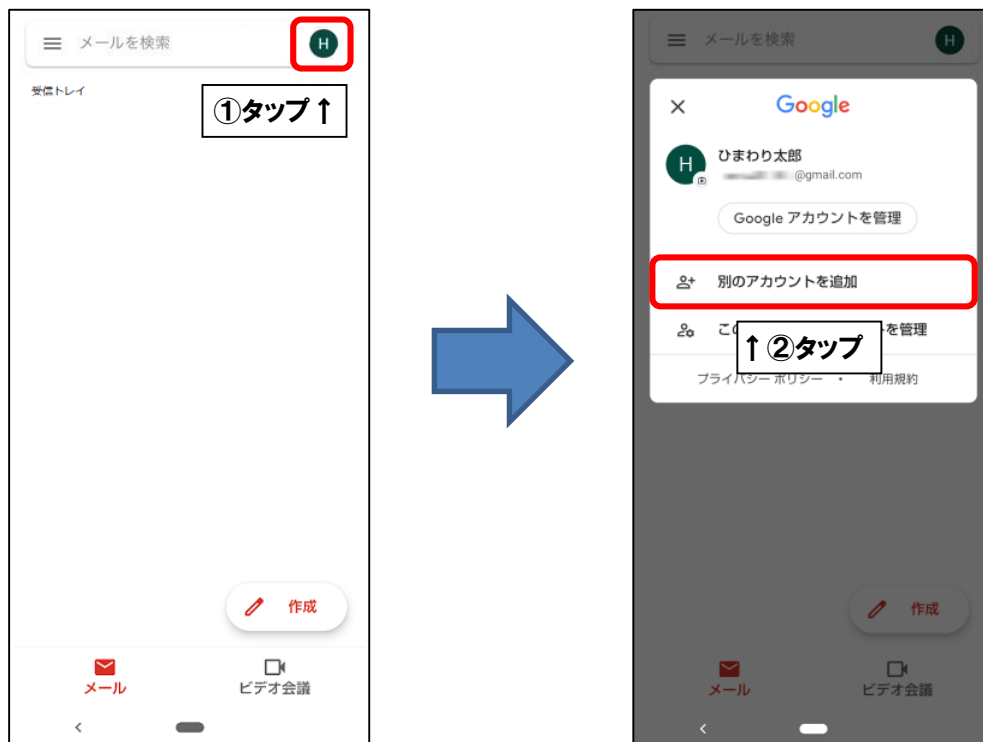 メールを検索
H
受信トレイ
①タップ↑
作成
メール
ビデオ会議
メールを検索
H
Google
H
ひまわり太郎
@gmail.com
Google アカウントを管理
別のアカウントを追加
こ
を管理
↑②タップ
プライバシー ポリシー ・ 利用規約
作成
メール
ビデオ会議